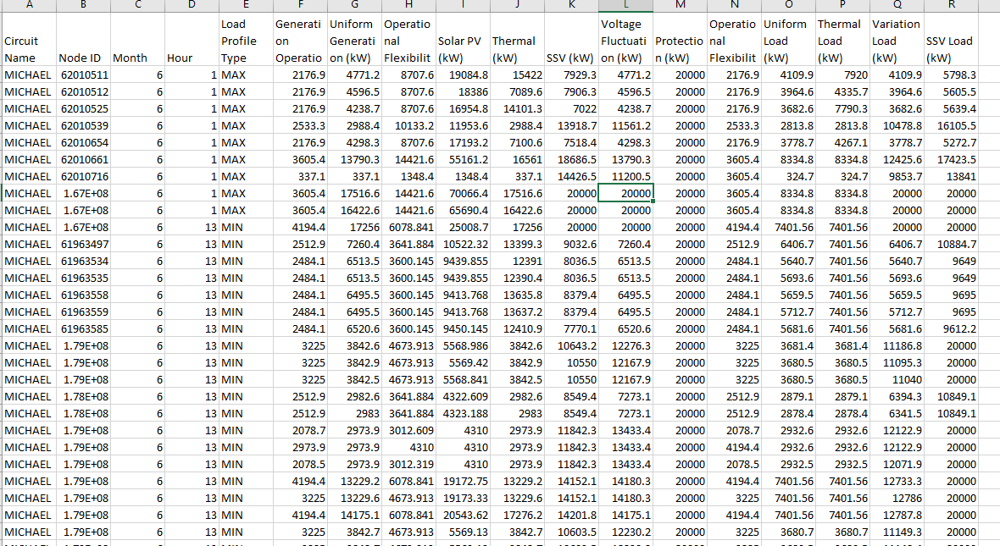 A B C D E F G H I J K L M N O P Q R
Load Generati Uniform Operatio Voltage Operatio Uniform Thermal Variation
Circuit Profile on Generati nal Solar PV Thermal Fluctuati Protectio nal Load Load Load SSV Load
Name Node ID Month Hour Type Operatio on (kW) Flexibilit (kW) (kW) SSV (kW) on (kW) n (kW) Flexibilit (kW) (kW) (kW) (kW)
MICHAEL 62010511 6 1 MAX 2176.9 4771.2 8707.6 19084.8 15422 7929.3 4771.2 20000 2176.9 4109.9 7920 4109.9 5798.3
MICHAEL 62010512 6 1 MAX 2176.9 4596.5 8707.6 18386 7089.6 7906.3 4596.5 20000 2176.9 3964.6 4335.7 3964.6 5605.5
MICHAEL 62010525 6 1 MAX 2176.9 4238.7 8707.6 16954.8 14101.3 7022 4238.7 20000 2176.9 3682.6 7790.3 3682.6 5639.4
MICHAEL 62010539 6 1 MAX 2533.3 2988.4 10133.2 11953.6 2988.4 13918.7 11561.2 20000 2533.3 2813.8 2813.8 10478.8 16105.5
MICHAEL 62010654 6 1 MAX 2176.9 4298.3 8707.6 17193.2 7100.6 7518.4 4298.3 20000 2176.9 3778.7 4267.1 3778.7 5272.7
MICHAEL 62010661 6 1 MAX 3605.4 13790.3 14421.6 55161.2 16561 18686.5 13790.3 20000 3605.4 8334.8 8334.8 12425.6 17423.5
MICHAEL 62010716 6 1 MAX 337.1 337.1 1348.4 1348.4 337.1 14426.5 11200.5 20000 3605.4 324.7 324.7 9853.7 13841
MICHAEL 1.67E+08 6 1 MAX 3605.4 17516.6 14421.6 70066.4 17516.6 20000 20000 20000 3605.4 8334.8 8334.8 20000 20000
MICHAEL 1.67E+08 6 1 MAX 3605.4 16422.6 14421.6 65690.4 16422.6 20000 20000 20000 3605.4 8334.8 8334.8 20000 20000
MICHAEL 1.67E+08 6 13 MIN 4194.4 17256 6078.841 25008.7 17256 20000 20000 20000 4194.4 7401.56 7401.56 20000 20000
MICHAEL 61963497 6 13 MIN 2512.9 7260.4 3641.884 10522.32 13399.3 9032.6 7260.4 20000 2512.9 6406.7 7401.56 6406.7 10884.7
MICHAEL 61963534 6 13 MIN 2484.1 6513.5 3600.145 9439.855 12391 8036.5 6513.5 20000 2484.1 5640.7 7401.56 5640.7 9649
MICHAEL 61963535 6 13 MIN 2484.1 6513.5 3600.145 9439.855 12390.4 8036.5 6513.5 20000 2484.1 5693.6 7401.56 5693.6 9649
MICHAEL 61963558 6 13 MIN 2484.1 6495.5 3600.145 9413.768 13635.8 8379.4 6495.5 20000 2484.1 5659.5 7401.56 5659.5 9695
MICHAEL 61963559 6 13 MIN 2484.1 6495.5 3600.145 9413.768 13637.2 8379.4 6495.5 20000 2484.1 5712.7 7401.56 5712.7 9695
MICHAEL 61963585 6 13 MIN 2484.1 6520.6 3600.145 9450.145 12410.9 7770.1 6520.6 20000 2484.1 5681.6 7401.56 5681.6 9612.2
MICHAEL 1.79E+08 6 13 MIN 3225 3842.6 4673.913 5568.986 3842.6 10643.2 12276.3 20000 3225 3681.4 3681.4 11186.8 20000
MICHAEL 1.79E+08 6 13 MIN 3225 3842.9 4673.913 5569.42 3842.9 10550 12167.9 20000 3225 3680.5 3680.5 11095.3 20000
MICHAEL 1.79E+08 6 13 MIN 3225 3842.5 4673.913 5568.841 3842.5 10550 12167.9 20000 3225 3680.5 3680.5 11040 20000
MICHAEL 1.78E+08 6 13 MIN 2512.9 2982.6 3641.884 4322.609 2982.6 8549.4 7273.1 20000 2512.9 2879.1 2879.1 6394.3 10849.1
MICHAEL 1.78E+08 6 13 MIN 2512.9 2983 3641.884 4323.188 2983 8549.4 7273.1 20000 2512.9 2878.4 2878.4 6341.5 10849.1
MICHAEL 1.79E+08 6 13 MIN 2078.7 2973.9 3012.609 4310 2973.9 11842.3 13433.4 20000 2078.7 2932.6 2932.6 12122.9 20000
MICHAEL 1.79E+08 6 13 MIN 2973.9 2973.9 4310 4310 2973.9 11842.3 13433.4 20000 4194.4 2932.6 2932.6 12122.9 20000
MICHAEL 1.79E+08 6 13 MIN 2078.5 2973.9 3012.319 4310 2973.9 11842.3 13433.4 20000 2078.5 2932.5 2932.5 12071.9 20000
MICHAEL 1.79E+08 6 13 MIN 4194.4 13229.2 6078.841 19172.75 13229.2 14152.1 14180.3 20000 4194.4 7401.56 7401.56 12733.3 20000
MICHAEL 1.79E+08 6 13 MIN 3225 13229.6 4673.913 19173.33 13229.6 14152.1 14180.3 20000 3225 7401.56 7401.56 12786 20000
MICHAEL 1.79E+08 6 13 MIN 4194.4 14175.1 6078.841 20543.62 17276.2 14201.8 14175.1 20000 4194.4 7401.56 7401.56 12787.8 20000
MICHAEL 1.79E+08 6 13 MIN 3225 3842.7 4673.913 5569.13 3842.7 10603.5 12230.2 20000 3225 3680.7 3680.7 11149.3 20000